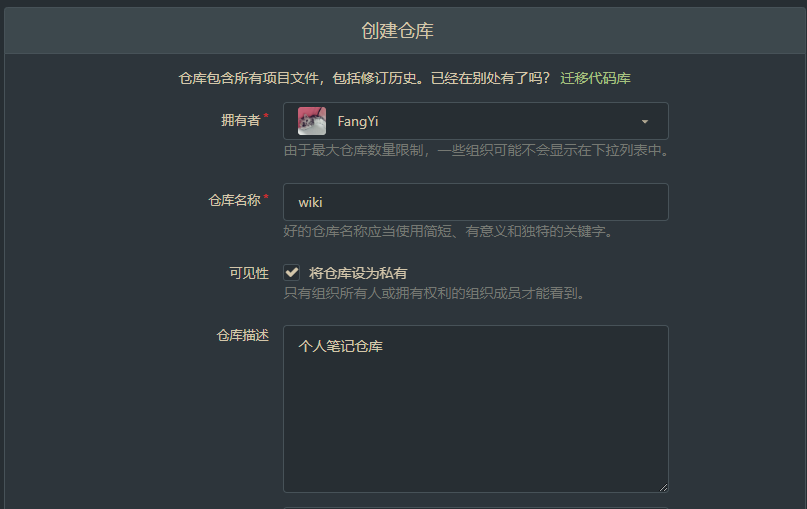 创建仓库
仓库包含所有项目文件，包括修订历史。已经在别处有了吗？ 迁移代码库
拥有者*
FangYi
由于最大仓库数量限制，一些组织可能不会显示在下拉列表中。
仓库名称*
wiki
好的仓库名称应当使用简短、有意义和独特的关键字。
可见性
将仓库设为私有
只有组织所有人或拥有权利的组织成员才能看到。
仓库描述
个人笔记仓库